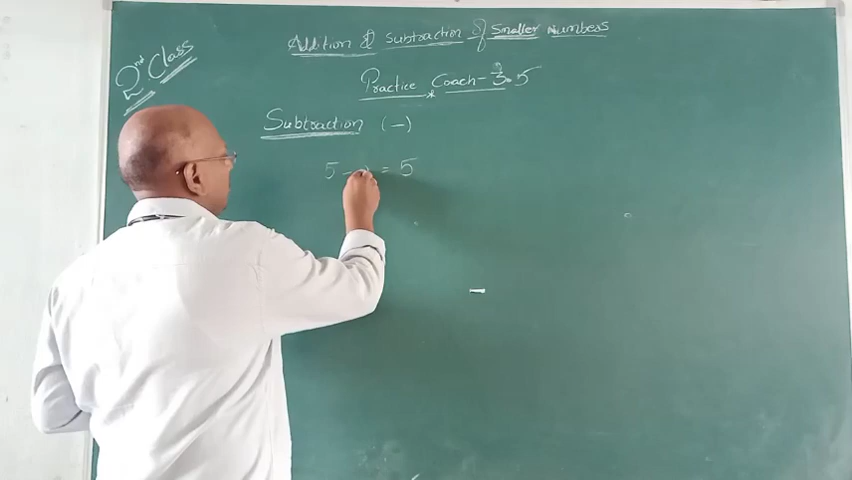 2nd Class
Addition & Subtraction of Smaller Numbers
Practice Coach - 3.5
Subtraction (-)
5 - = 5